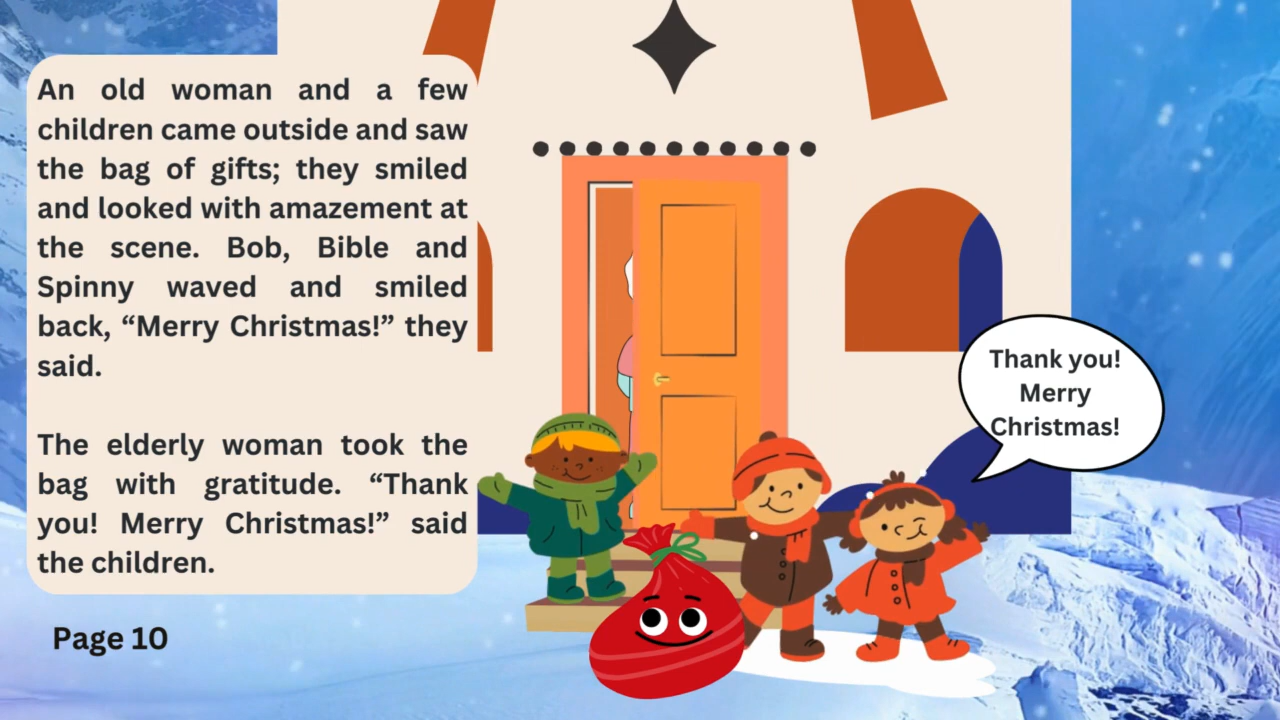 An old woman and a few
children came outside and saw
the bag of gifts; they smiled
and looked with amazement at
the scene. Bob, Bible and
Spinny waved and smiled
back, “Merry Christmas!” they
said.
The elderly woman took the
bag with gratitude. “Thank
you! Merry Christmas!” said
the children.
Page 10
Thank you!
Merry
Christmas!